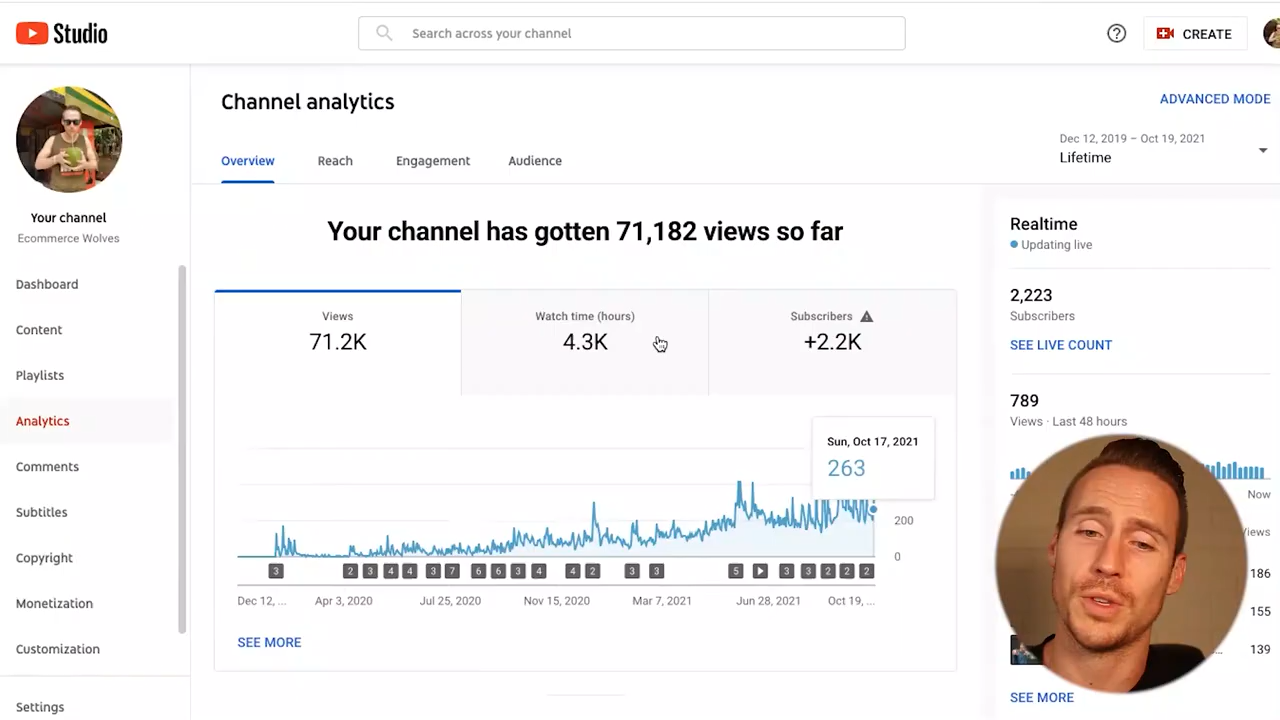 Studio
Search across your channel
CREATE
Channel analytics
ADVANCED MODE
Dec 12, 2019 – Oct 19, 2021
Lifetime
Overview
Reach
Engagement
Audience
Your channel
Ecommerce Wolves
Dashboard
Content
Playlists
Analytics
Comments
Subtitles
Copyright
Monetization
Customization
Settings
Your channel has gotten 71,182 views so far
Views
71.2K
Watch time (hours)
4.3K
Subscribers
+2.2K
Sun, Oct 17, 2021
263
200
0
3 2 3 4 4 3 7 6 6 3 4 4 2 3 3 5 3 3 2 2 2
Dec 12, ... Apr 3, 2020 Jul 25, 2020 Nov 15, 2020 Mar 7, 2021 Jun 28, 2021 Oct 19, ...
SEE MORE
Realtime
Updating live
2,223
Subscribers
SEE LIVE COUNT
789
Views · Last 48 hours
Now
186
155
139
SEE MORE